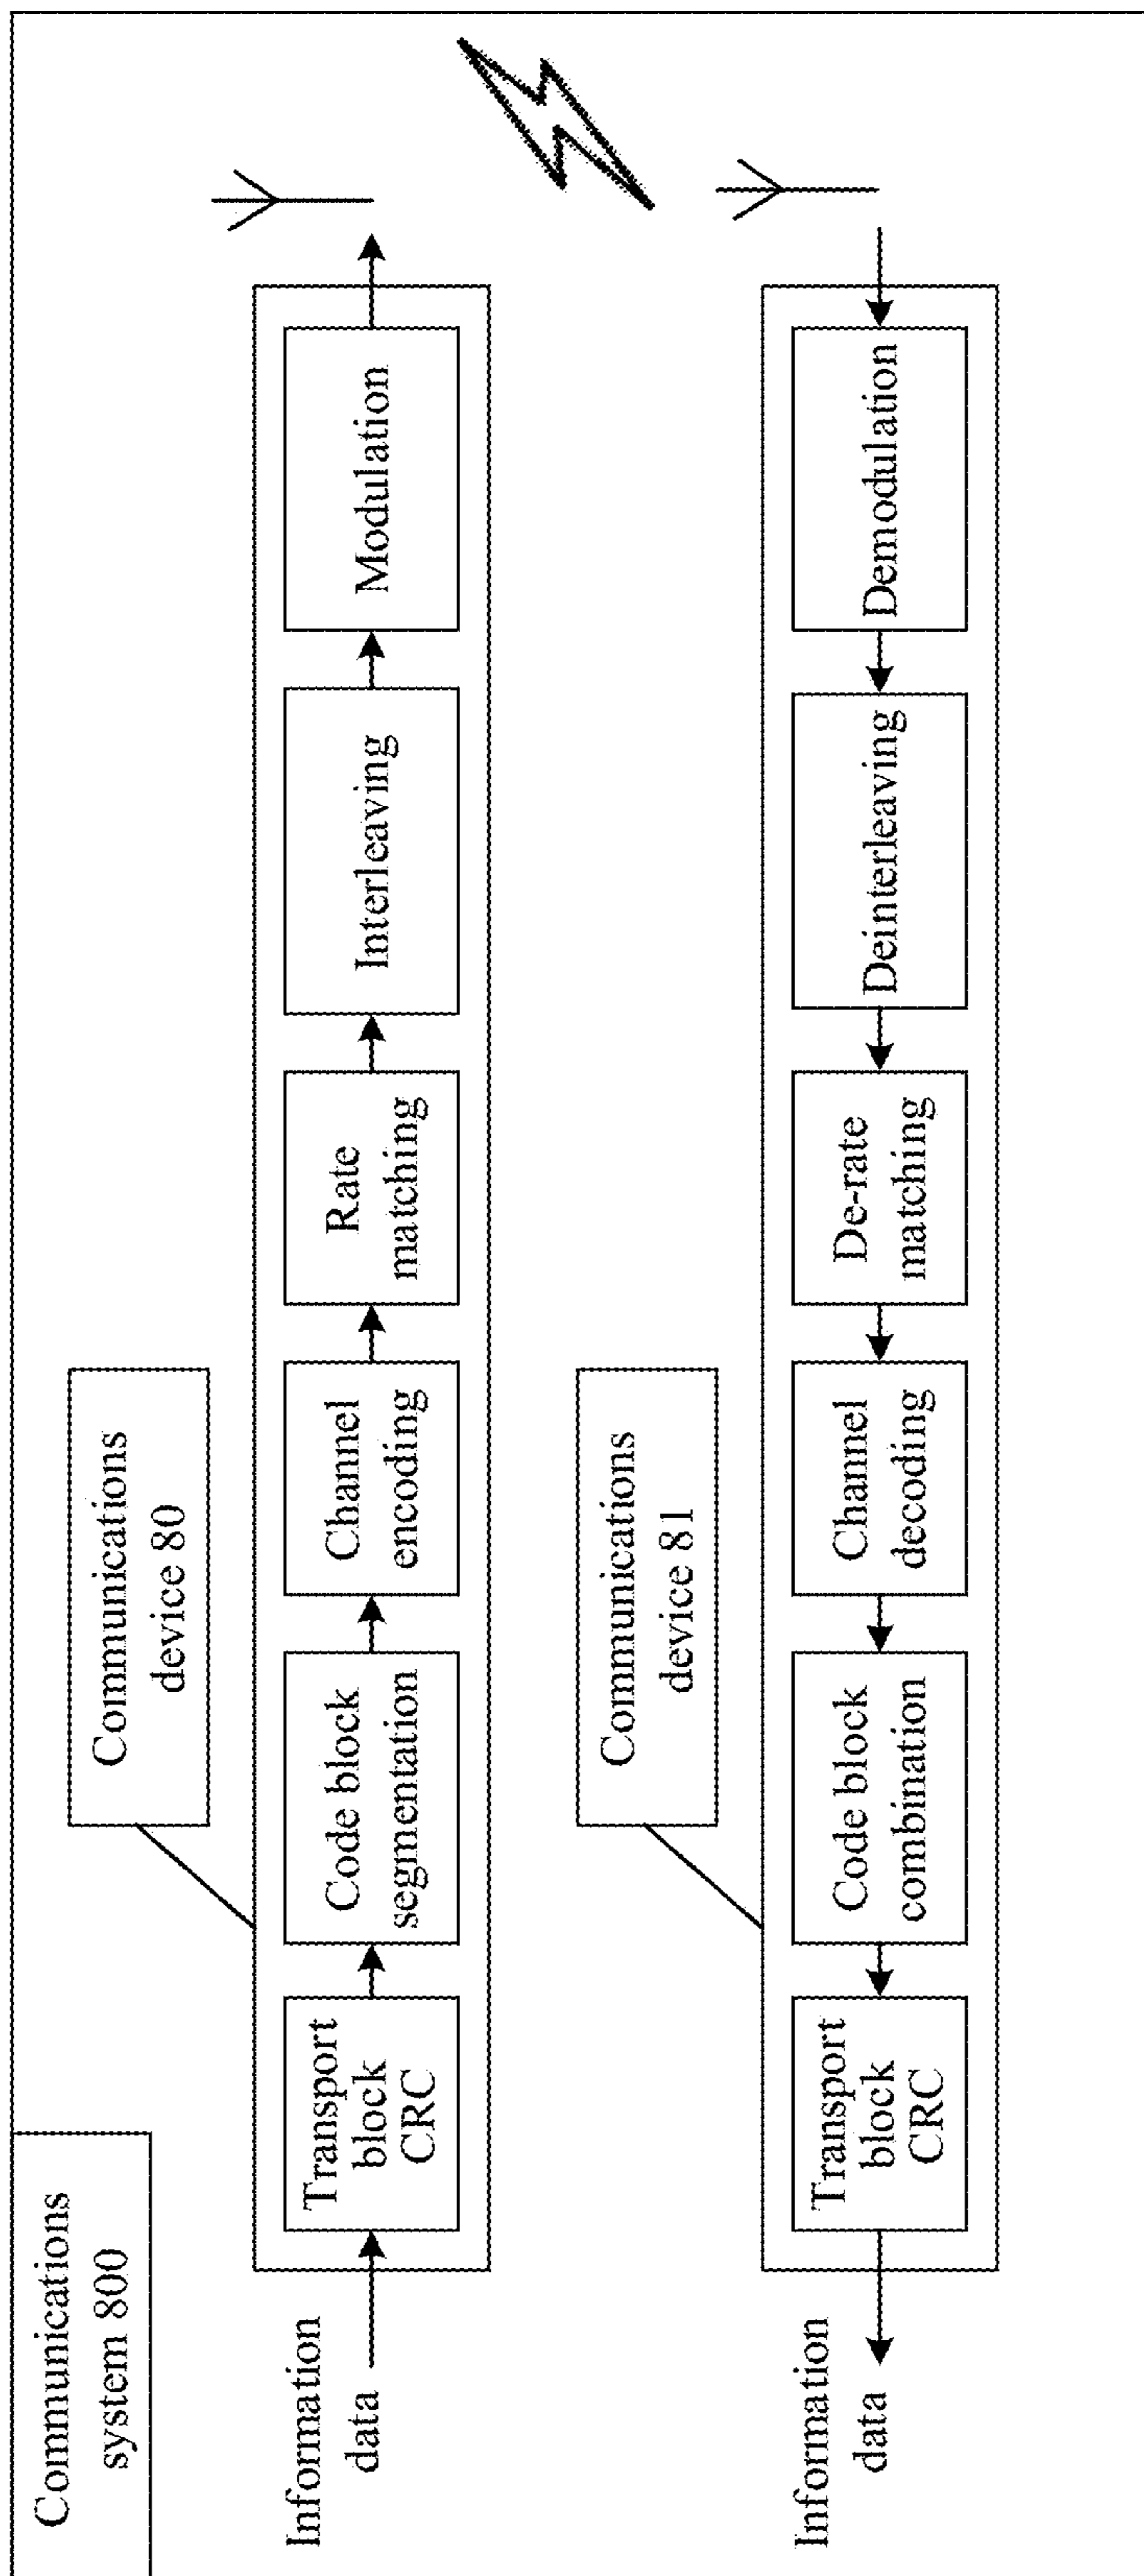 Communications
system 800
Communications
device 80
Information
data
Transport
block
CRC
Code block
segmentation
Channel
encoding
Rate
matching
Interleaving
Modulation
Communications
device 81
Information
data
Transport
block
CRC
Code block
combination
Channel
decoding
De-rate
matching
Deinterleaving
Demodulation